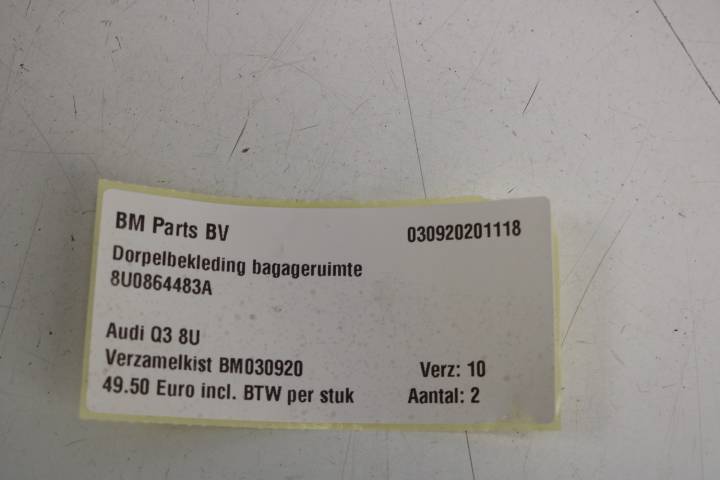 BM Parts BV 030920201118
Dorpelbekleding bagageruimte
8U0864483A
Audi Q3 8U
Verzamelkist BM030920 Verz: 10
49.50 Euro incl. BTW per stuk Aantal: 2